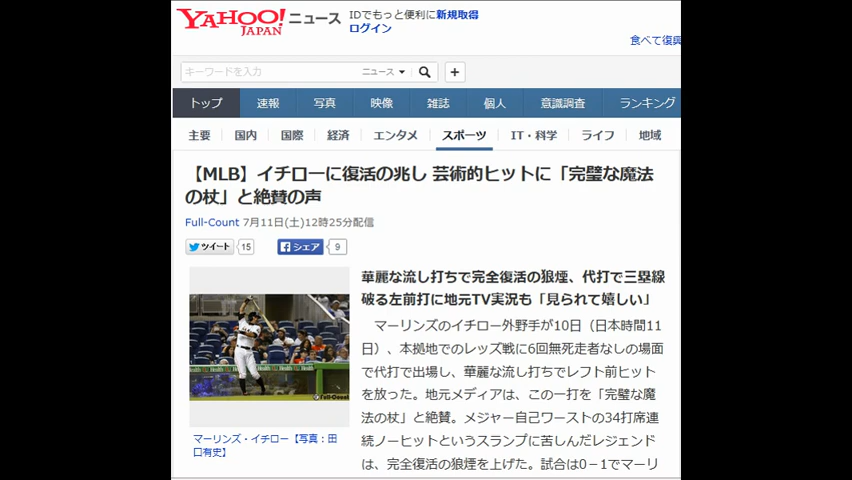 YAHOO! ニュース
JAPAN
IDでもっと便利に新規取得
ログイン
食べて復興
キーワードを入力
ニュース
トップ 速報 写真 映像 雑誌 個人 意識調査 ランキング
主要 国内 国際 経済 エンタメ スポーツ IT・科学 ライフ 地域
【MLB】イチローに復活の兆し 芸術的ヒットに「完璧な魔法
の杖」と絶賛の声
Full-Count 7月11日(土)12時25分配信
ツイート 15 シェア 9
華麗な流し打ちで完全復活の狼煙、代打で三塁線
破る左前打に地元TV実況も「見られて嬉しい」
マーリンズのイチロー外野手が10日（日本時間11
日）、本拠地でのレッズ戦に6回無死走者なしの場面
で代打で出場し、華麗な流し打ちでレフト前ヒット
を放った。地元メディアは、この一打を「完璧な魔
法の杖」と絶賛。メジャー自己ワーストの34打席連
続ノーヒットというスランプに苦しんだレジェンド
は、完全復活の狼煙を上げた。試合は0－1でマーリ
Full-Count
マーリンズ・イチロー【写真：田
口有史】